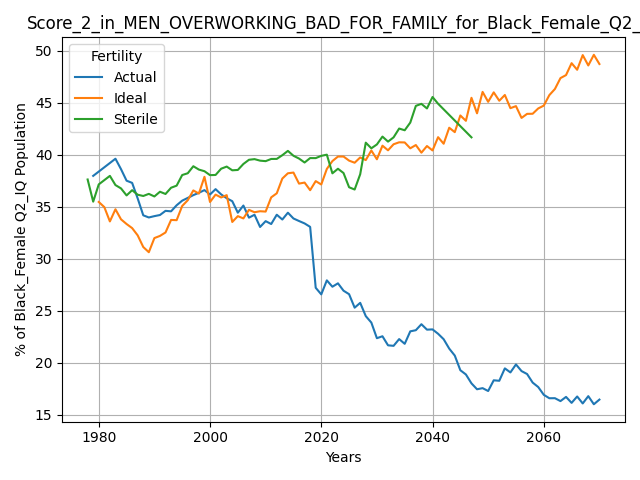 Score_2_in_MEN_OVERWORKING_BAD_FOR_FAMILY_for_Black_Female_Q2_
% of Black_Female Q2_IQ Population
50
45
40
35
30
25
20
15
Fertility
Actual
Ideal
Sterile
1980 2000 2020 2040 2060
Years